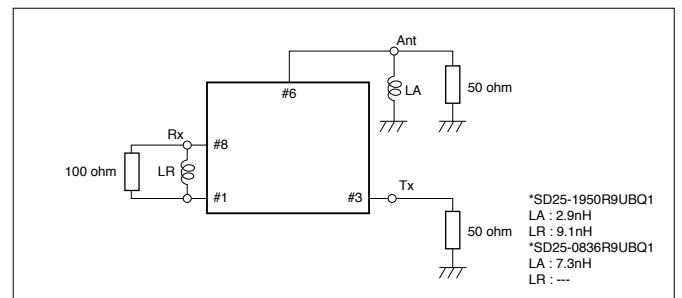 Ant
#6
LA
50 ohm
Rx
#8
100 ohm
LR
#1
#3
Tx
50 ohm
*SD25-1950R9UBQ1
LA : 2.9nH
LR : 9.1nH
*SD25-0836R9UBQ1
LA : 7.3nH
LR : ---